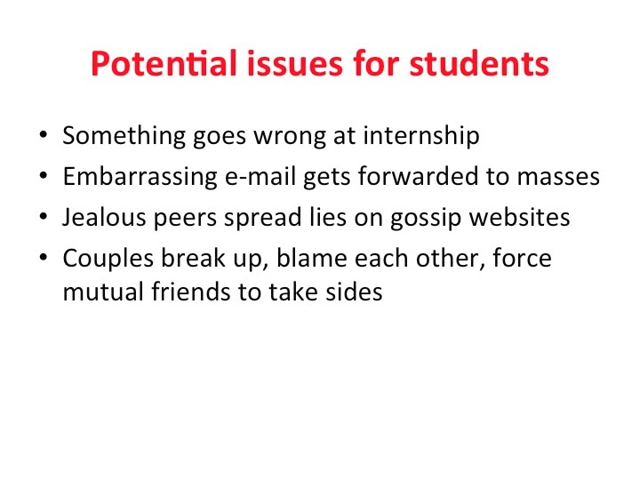 Potential issues for students
• Something goes wrong at internship
• Embarrassing e-mail gets forwarded to masses
• Jealous peers spread lies on gossip websites
• Couples break up, blame each other, force
mutual friends to take sides